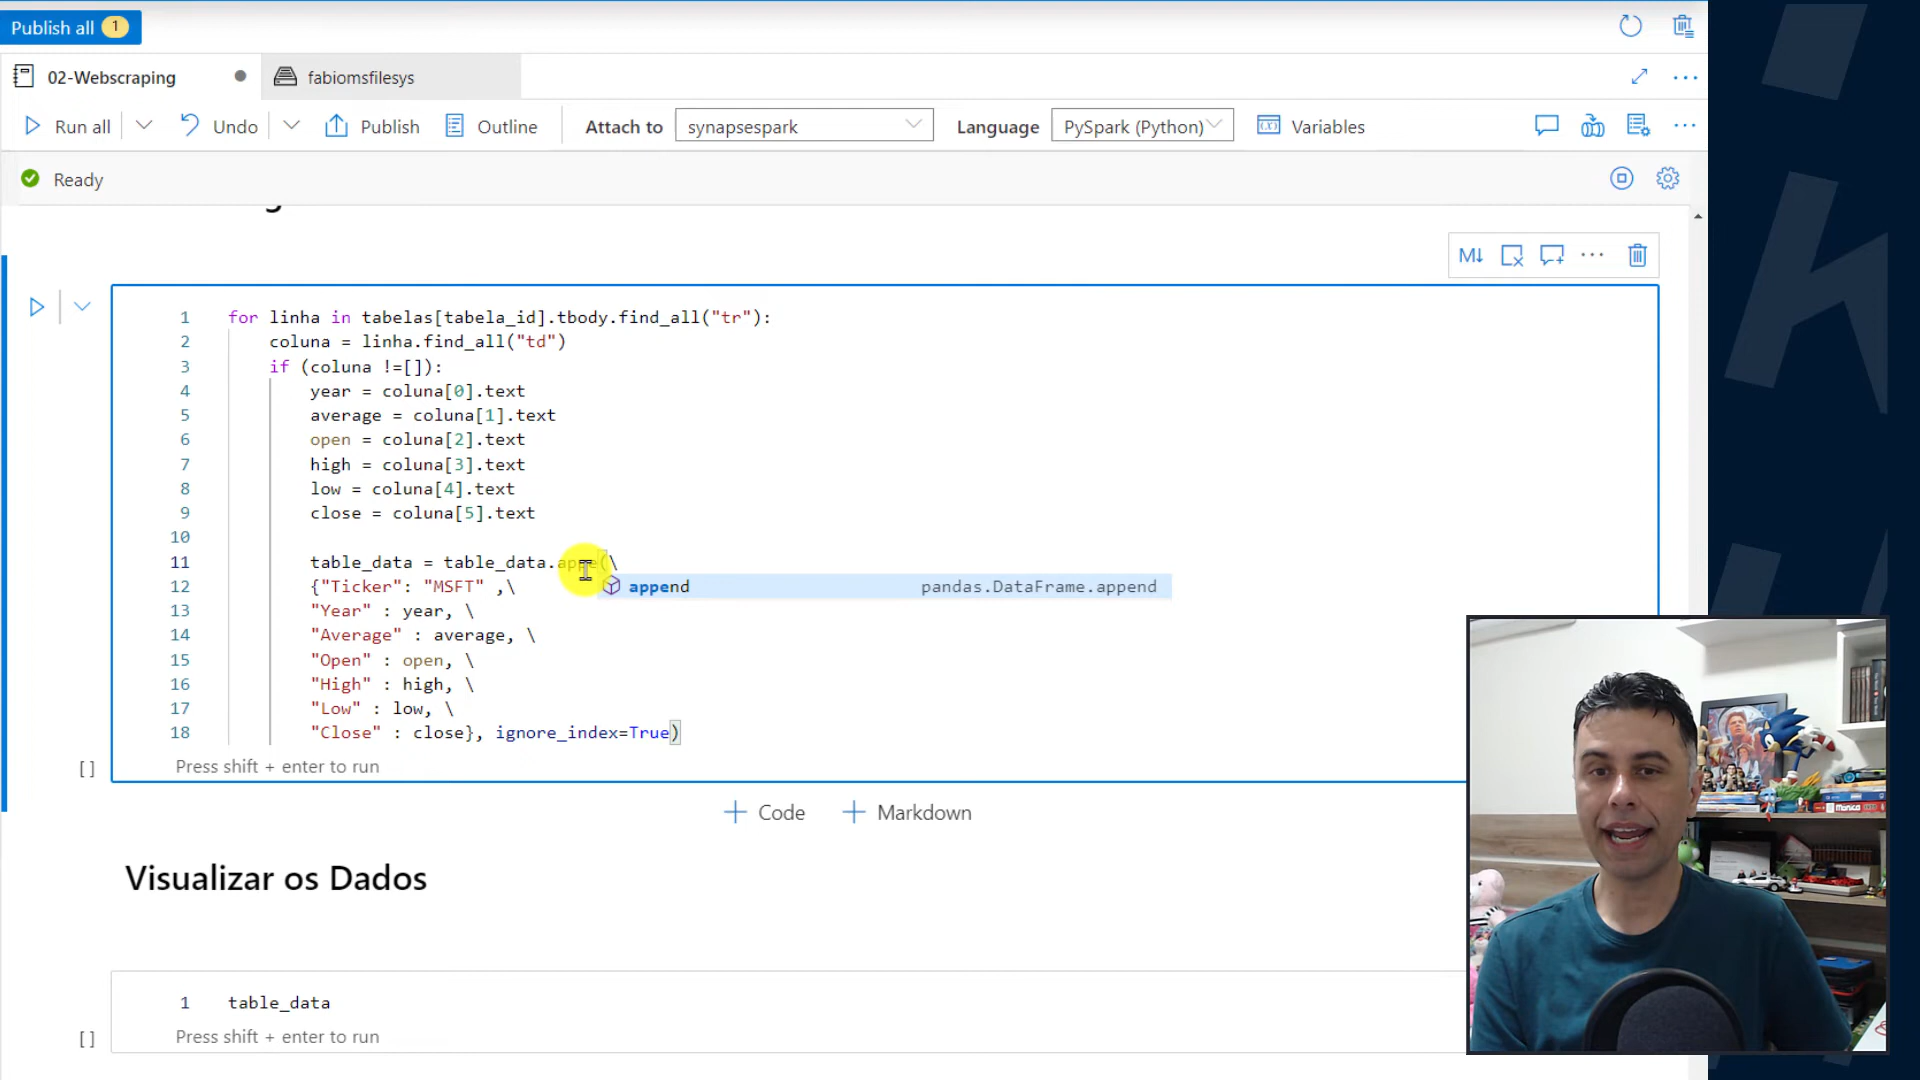 Publish all 1
02-Webscraping
fabiomsfilesys
Run all
Undo
Publish
Outline
Attach to
synapsespark
Language
PySpark (Python)
Variables
Ready
1 for linha in tabelas[tabela_id].tbody.find_all("tr"):
2 coluna = linha.find_all("td")
3 if (coluna !=[]):
4 year = coluna[0].text
5 average = coluna[1].text
6 open = coluna[2].text
7 high = coluna[3].text
8 low = coluna[4].text
9 close = coluna[5].text
10
11 table_data = table_data.appe(\
append pandas.DataFrame.append
12 {"Ticker": "MSFT" ,\
13 "Year" : year, \
14 "Average" : average, \
15 "Open" : open, \
16 "High" : high, \
17 "Low" : low, \
18 "Close" : close}, ignore_index=True)
[ ] Press shift + enter to run
+ Code + Markdown
Visualizar os Dados
1 table_data
[ ] Press shift + enter to run